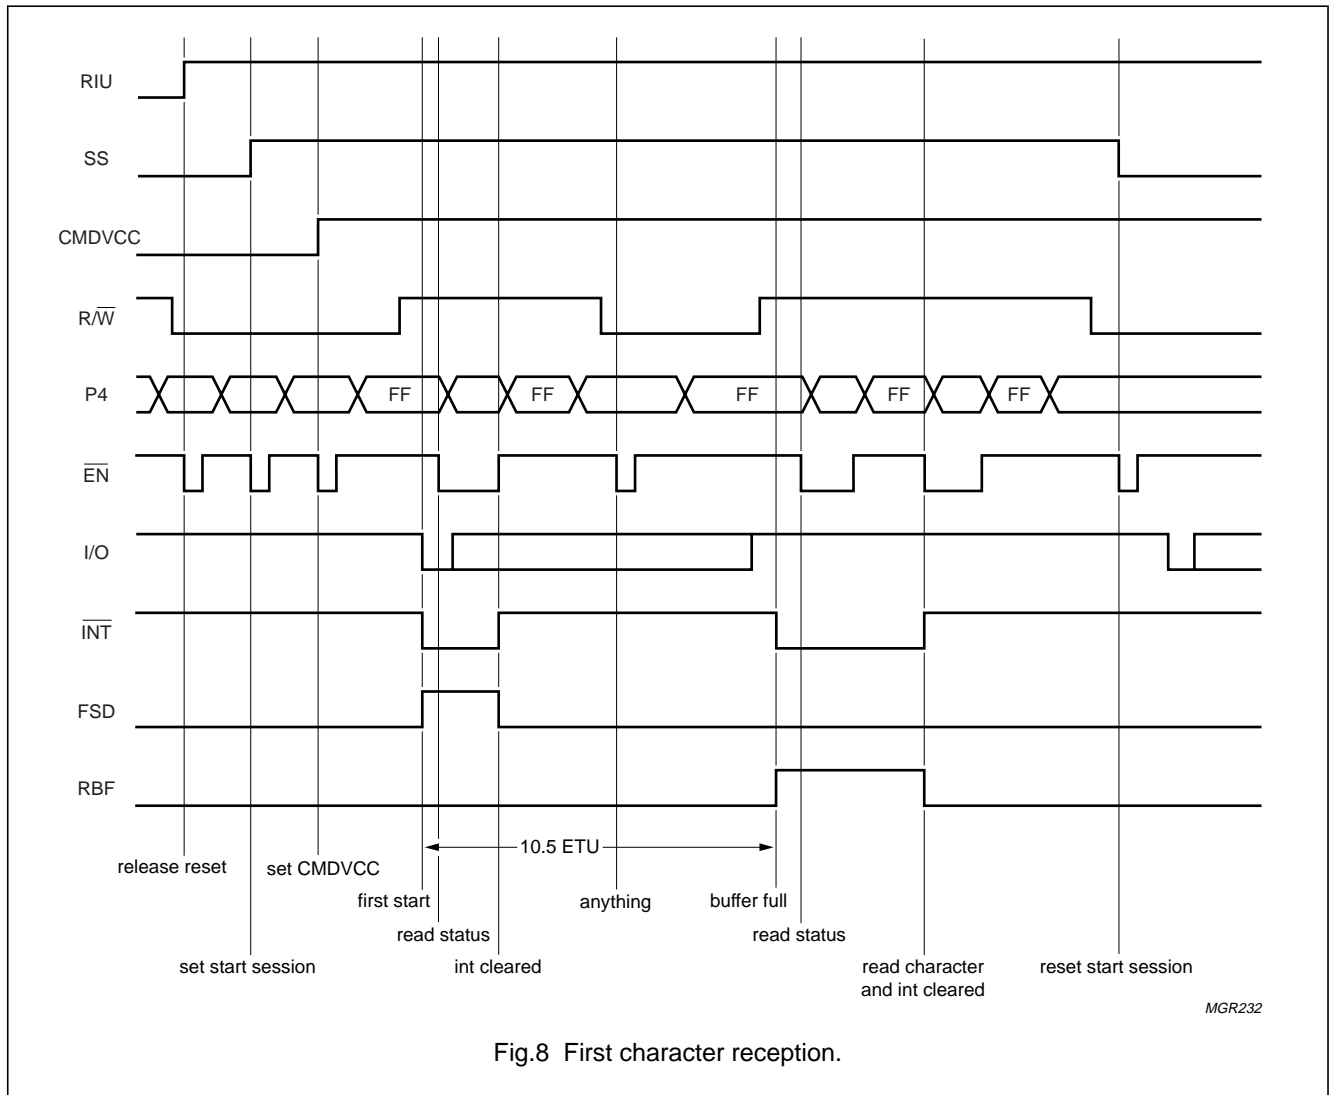 RIU
SS
CMDVCC
R/W̅
P4
FF
FF
FF
FF
FF
E̅N̅
I/O
I̅N̅T̅
FSD
RBF
10.5 ETU
release reset
set CMDVCC
first start
anything
buffer full
read status
read status
set start session
int cleared
read character
and int cleared
reset start session
MGR232
Fig.8 First character reception.